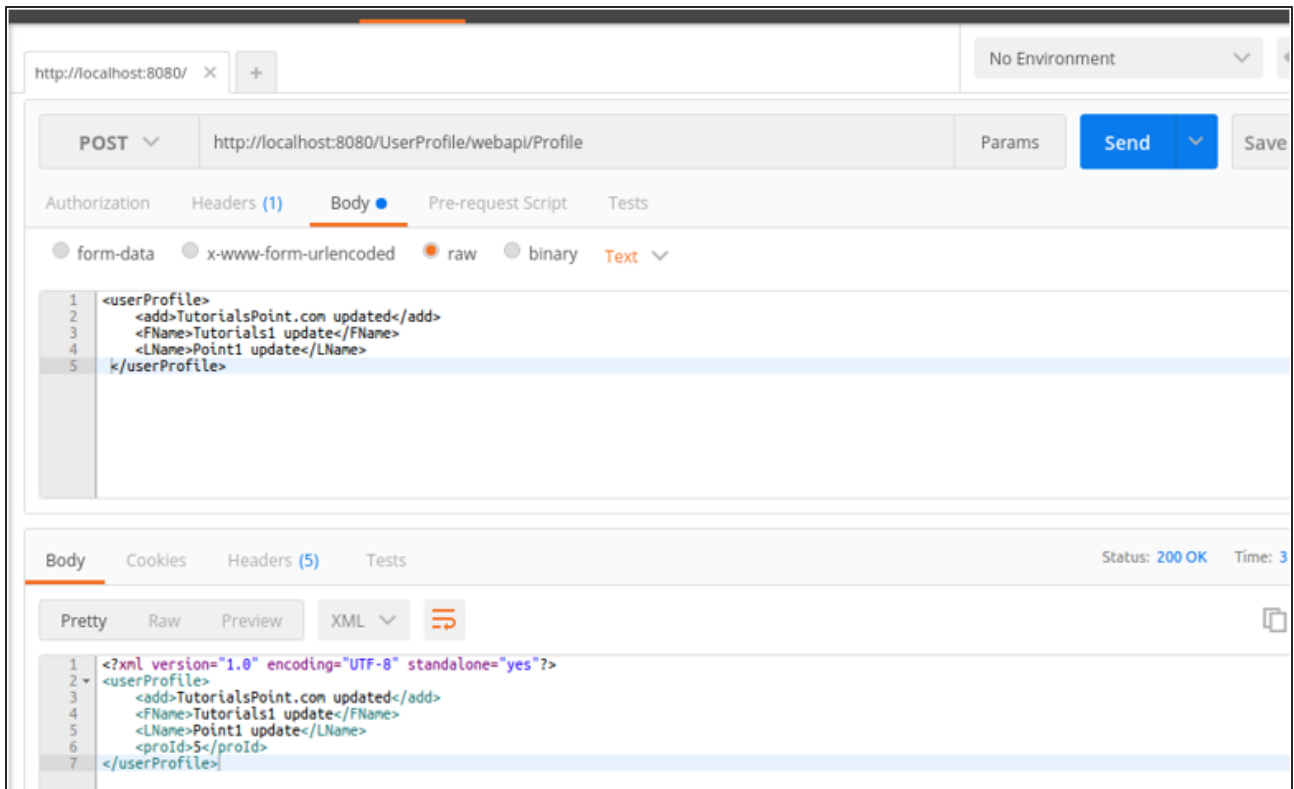 No Environment
http://localhost:8080/
POST http://localhost:8080/UserProfile/webapi/Profile Params Send Save
Authorization Headers (1) Body Pre-request Script Tests
form-data x-www-form-urlencoded raw binary Text
1 <userProfile>
2 <add>TutorialsPoint.com updated</add>
3 <FName>Tutorials1 update</FName>
4 <LName>Point1 update</LName>
5 </userProfile>
Body Cookies Headers (5) Tests Status: 200 OK Time: 3
Pretty Raw Preview XML
1 <?xml version="1.0" encoding="UTF-8" standalone="yes"?>
2 <userProfile>
3 <add>TutorialsPoint.com updated</add>
4 <FName>Tutorials1 update</FName>
5 <LName>Point1 update</LName>
6 <proId>5</proId>
7 </userProfile>